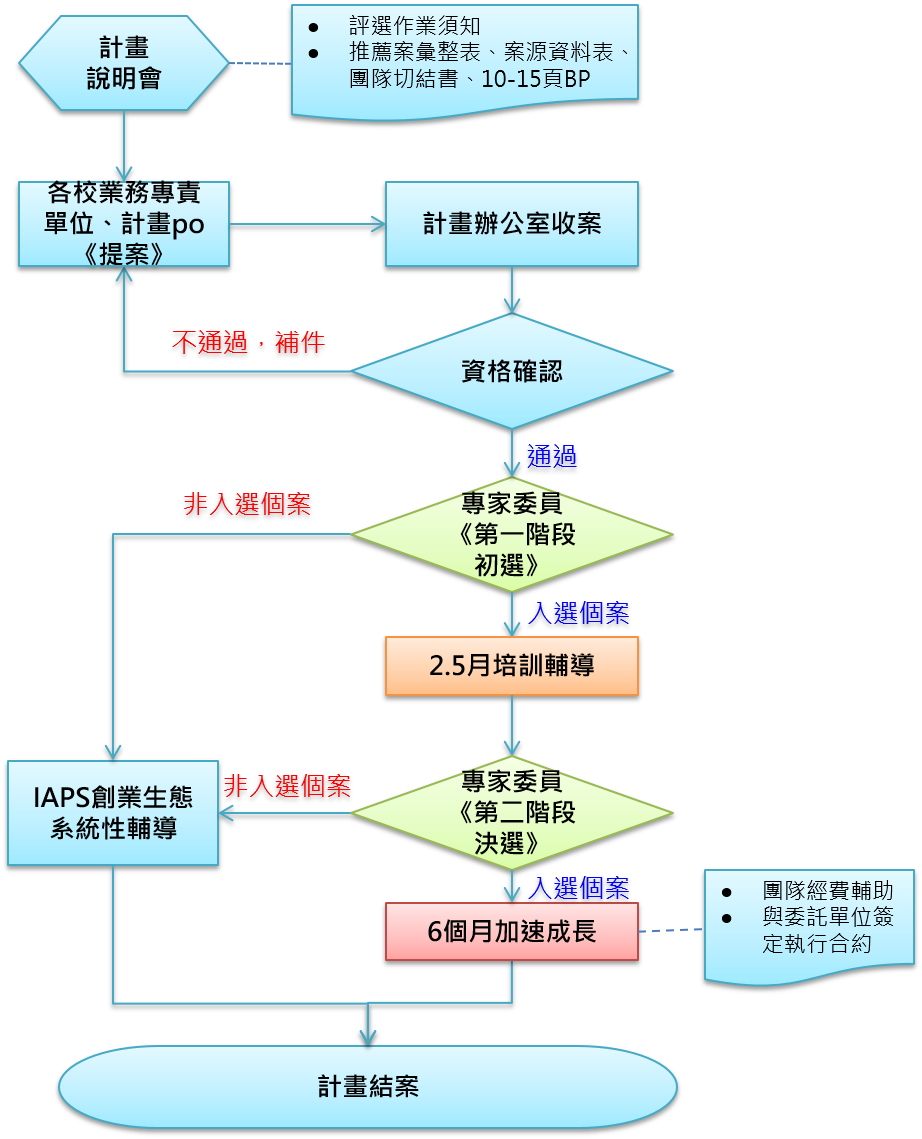 計畫
說明會
● 評選作業須知
● 推薦案彙整表、案源資料表、
團隊切結書、10-15頁BP
各校業務專責
單位、計畫po
《提案》
計畫辦公室收案
不通過，補件
資格確認
通過
非入選個案
專家委員
《第一階段
初選》
入選個案
2.5月培訓輔導
IAPS創業生態
系統性輔導
非入選個案
專家委員
《第二階段
決選》
入選個案
6個月加速成長
● 團隊經費輔助
● 與委託單位簽
定執行合約
計畫結案